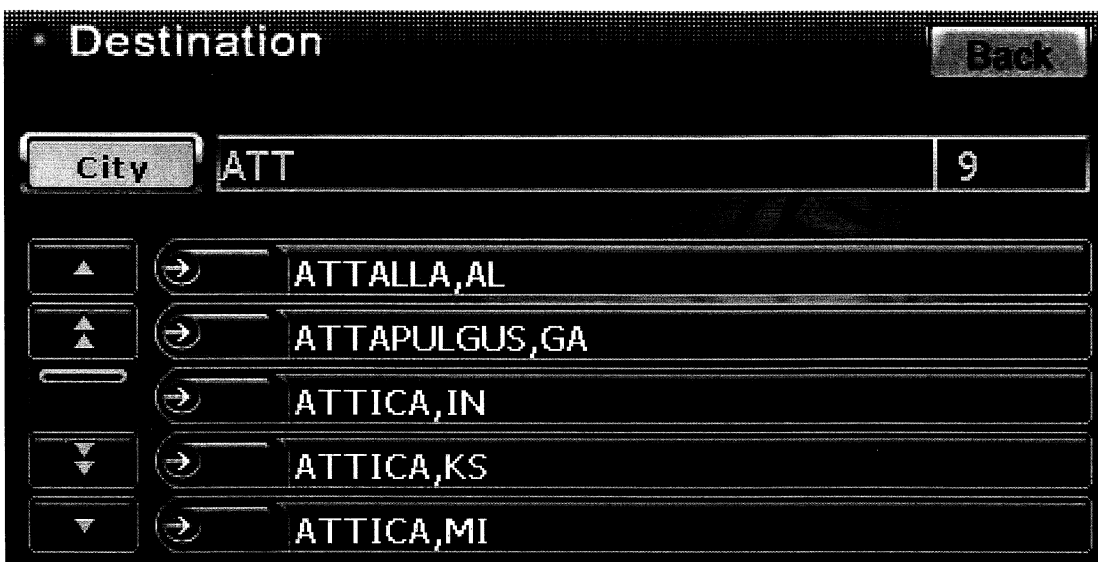 Destination
Back
City ATT 9
ATTALLA,AL
ATTAPULGUS,GA
ATTICA,IN
ATTICA,KS
ATTICA,MI